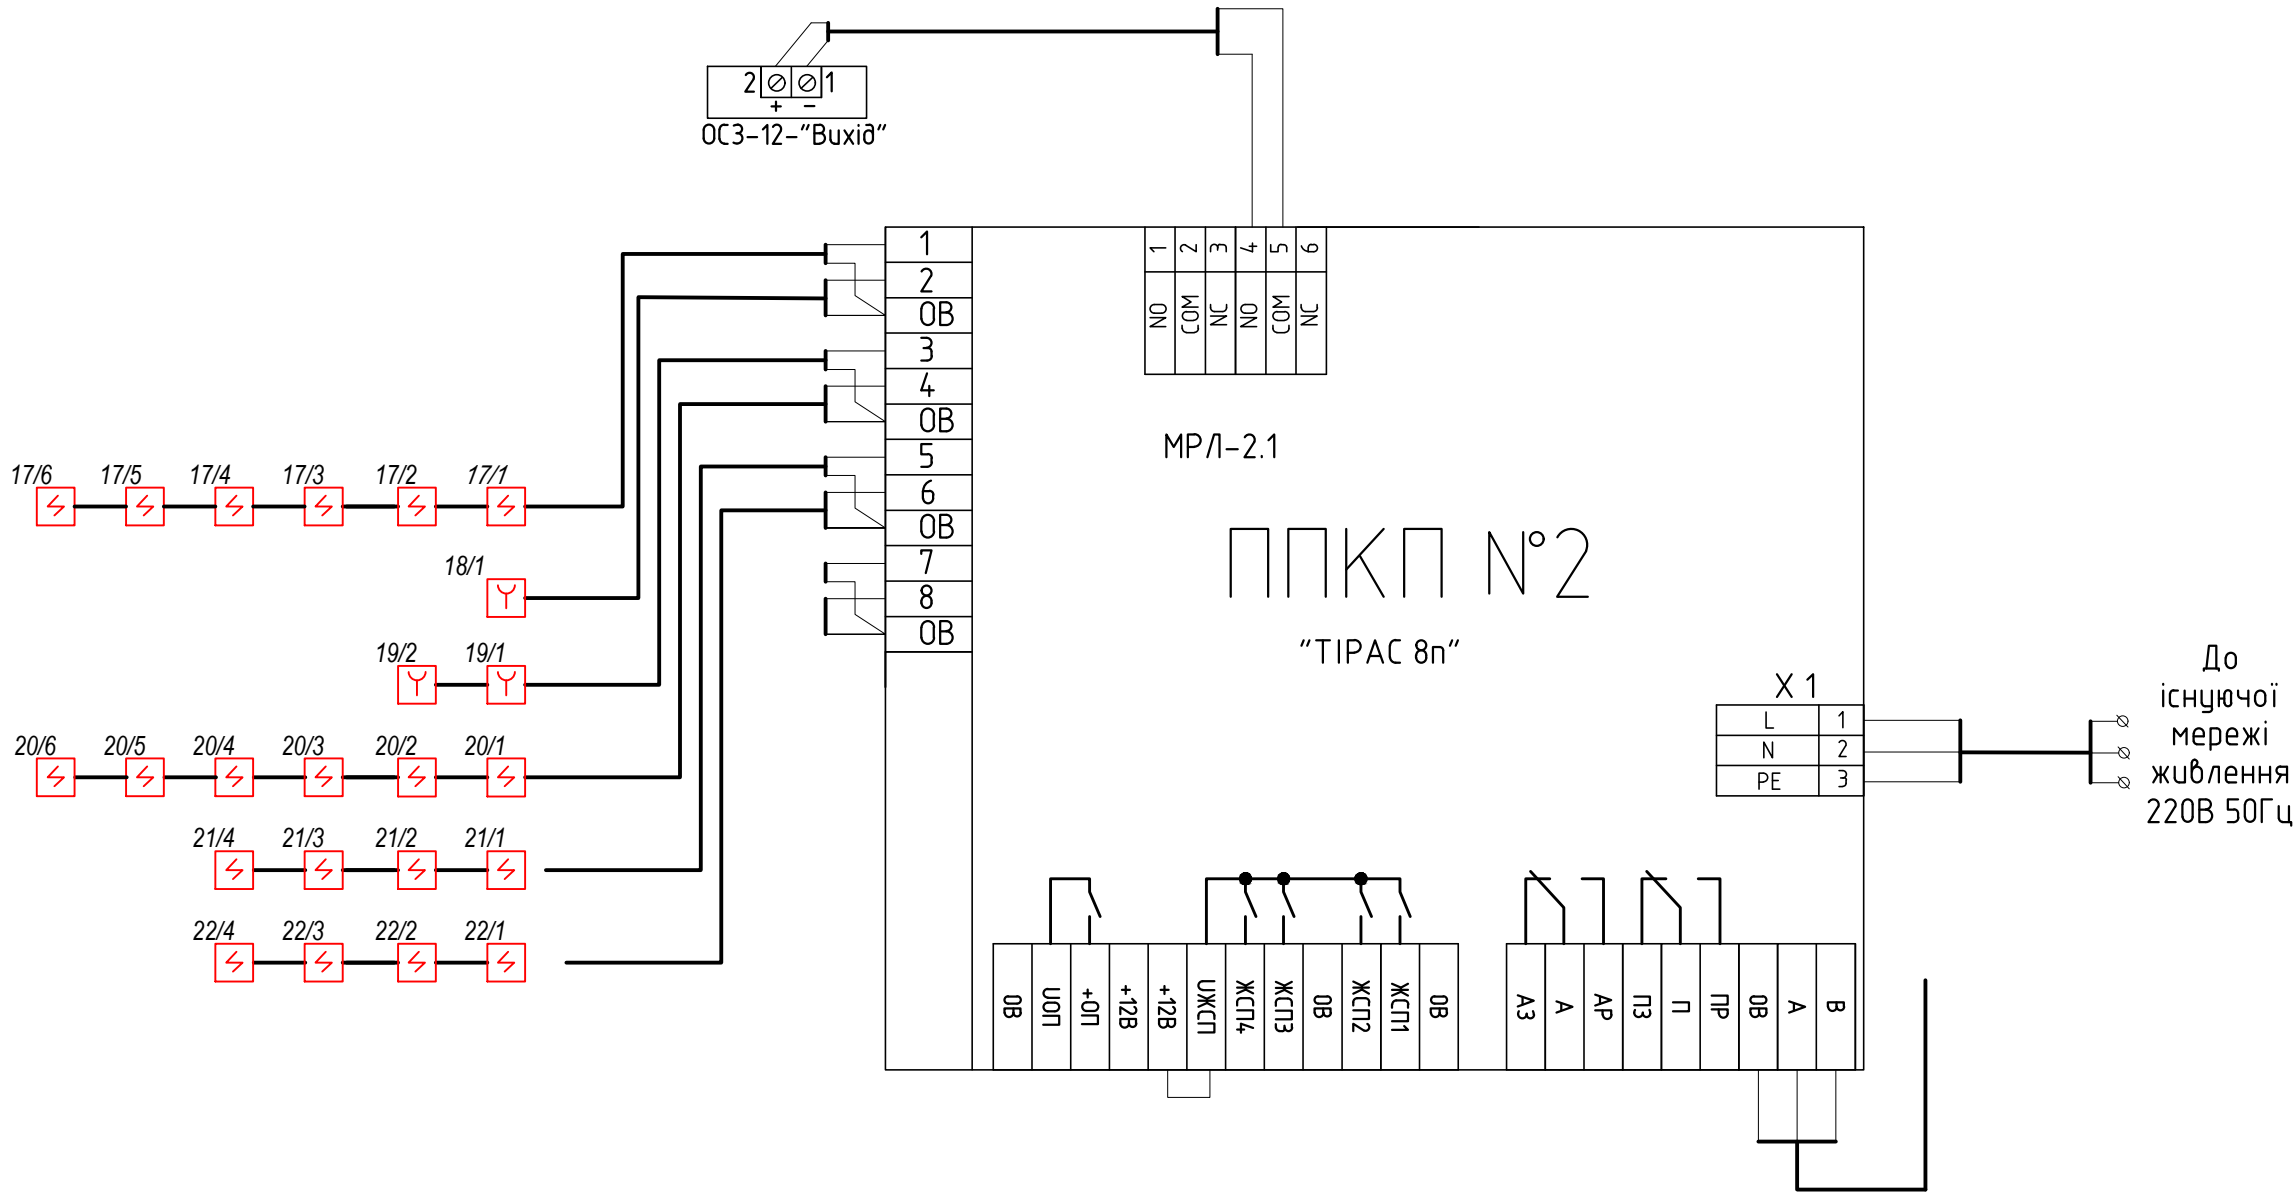 2 1
+ −
ОСЗ-12-"Вихід"
1 2 3 4 5 6
NO COM NC NO COM NC
1
2
0В
3
4
0В
5
6
0В
7
8
0В
МРЛ-2.1
ППКП N°2
"ТІРАС 8п"
17/6 17/5 17/4 17/3 17/2 17/1
18/1
19/2 19/1
20/6 20/5 20/4 20/3 20/2 20/1
21/4 21/3 21/2 21/1
22/4 22/3 22/2 22/1
X 1
L 1
N 2
PE 3
До
існуючої
мережі
живлення
220В 50Гц
0В UОП +ОП +12В +12В UЖСП ЖСП4 ЖСП3 0В ЖСП2 ЖСП1 0В
АЗ А АР ПЗ П ПР 0В А В